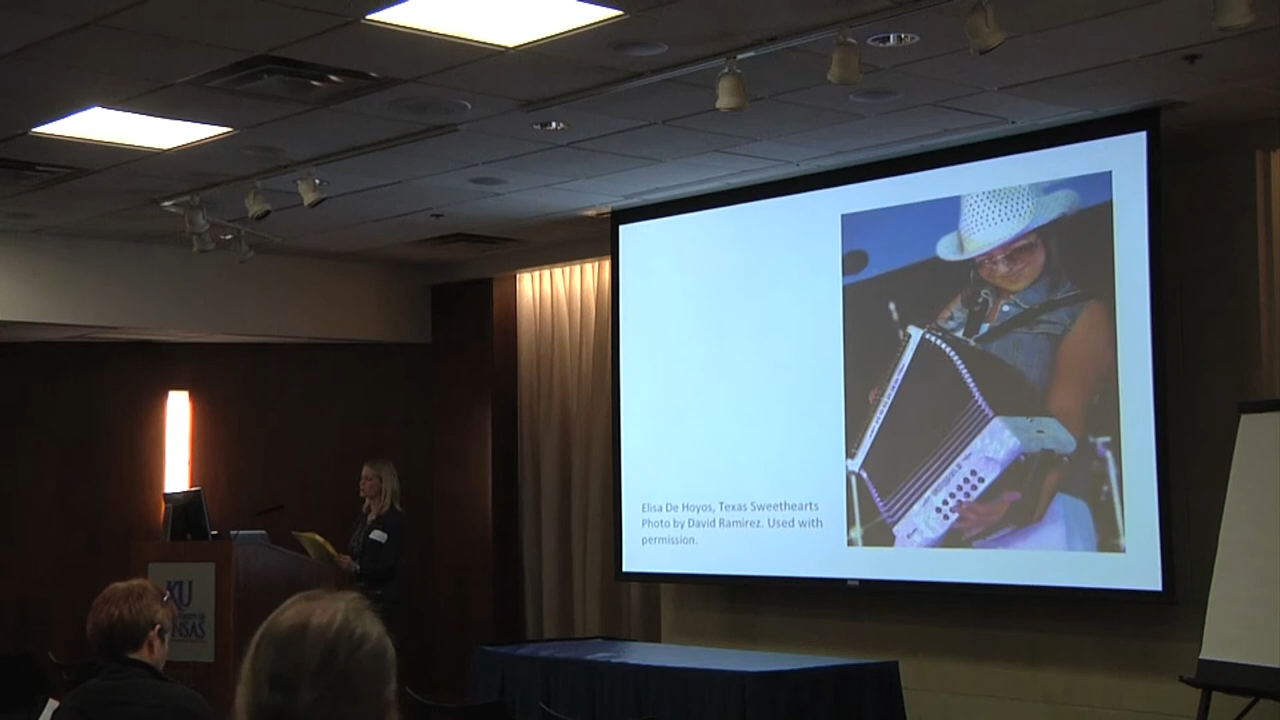 Elisa De Hoyos, Texas Sweethearts
Photo by David Ramirez. Used with
permission.
KU